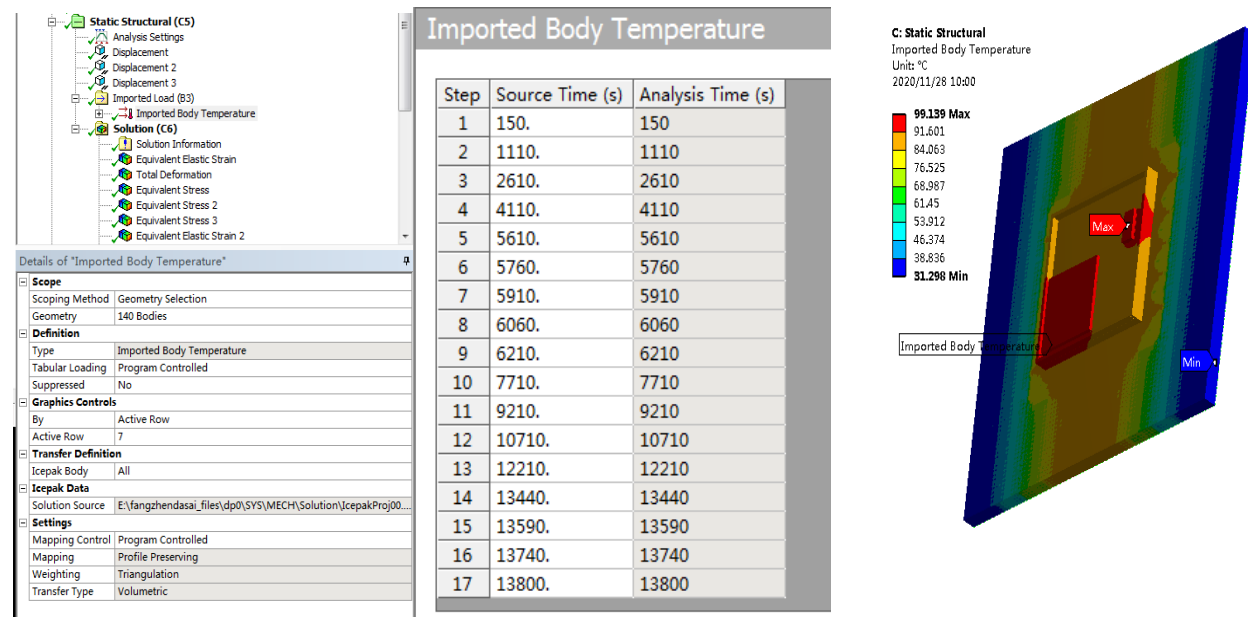 Static Structural (C5)
Analysis Settings
Displacement
Displacement 2
Displacement 3
Imported Load (B3)
Imported Body Temperature
Solution (C6)
Solution Information
Equivalent Elastic Strain
Total Deformation
Equivalent Stress
Equivalent Stress 2
Equivalent Stress 3
Equivalent Elastic Strain 2
Details of "Imported Body Temperature"
Scope
Scoping Method Geometry Selection
Geometry 140 Bodies
Definition
Type Imported Body Temperature
Tabular Loading Program Controlled
Suppressed No
Graphics Controls
By Active Row
Active Row 7
Transfer Definition
Icepak Body All
Icepak Data
Solution Source E:\fangzhendasai_files\dp0\SYS\MECH\Solution\IcepakProj00....
Settings
Mapping Control Program Controlled
Mapping Profile Preserving
Weighting Triangulation
Transfer Type Volumetric
Imported Body Temperature
Step Source Time (s) Analysis Time (s)
1 150. 150
2 1110. 1110
3 2610. 2610
4 4110. 4110
5 5610. 5610
6 5760. 5760
7 5910. 5910
8 6060. 6060
9 6210. 6210
10 7710. 7710
11 9210. 9210
12 10710. 10710
13 12210. 12210
14 13440. 13440
15 13590. 13590
16 13740. 13740
17 13800. 13800
C: Static Structural
Imported Body Temperature
Unit: °C
2020/11/28 10:00
99.139 Max
91.601
84.063
76.525
68.987
61.45
53.912
46.374
38.836
31.298 Min
Max
Imported Body Temperature
Min